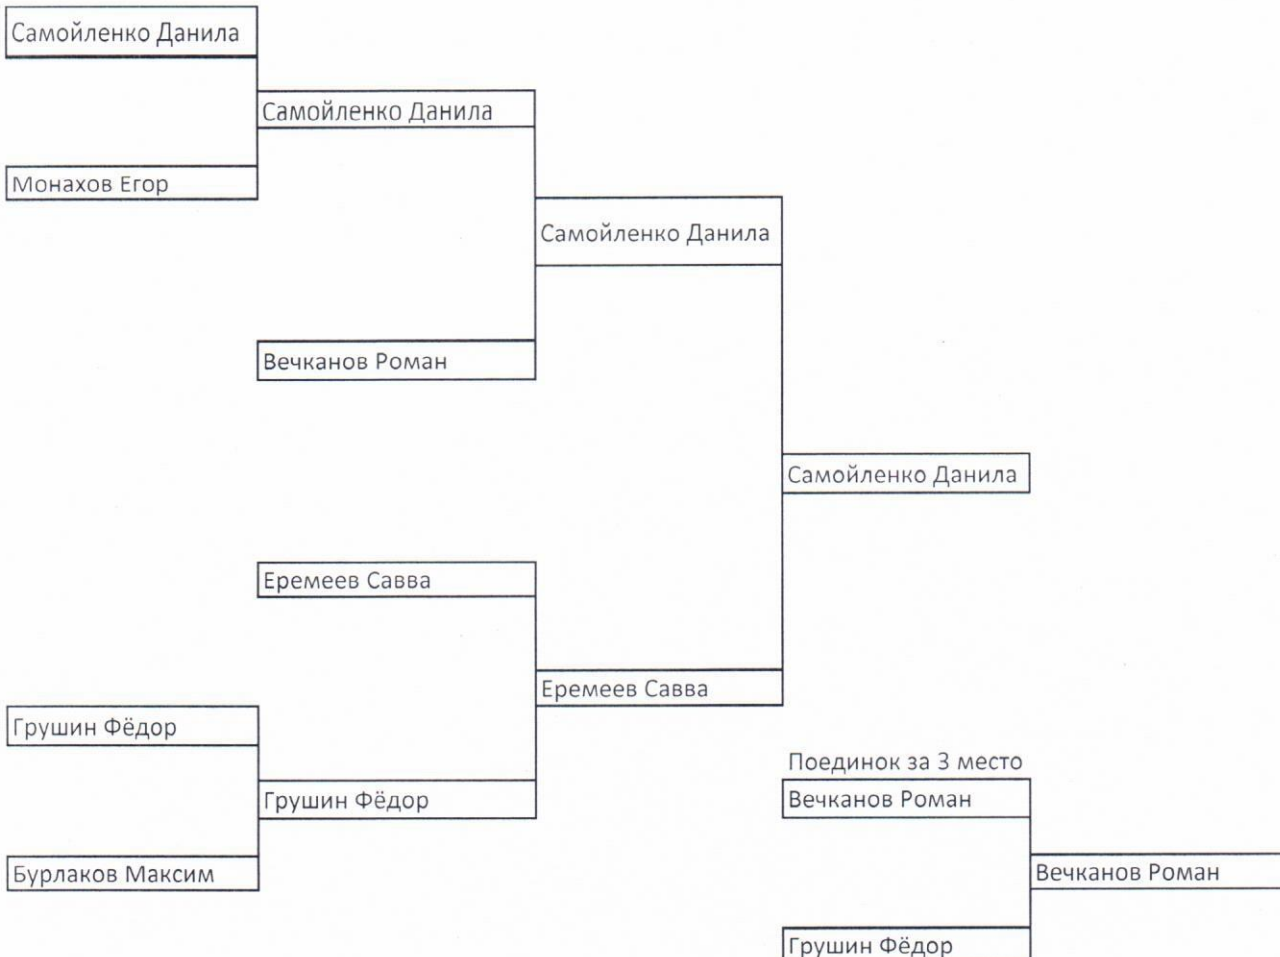 Самойленко Данила
Самойленко Данила
Монахов Егор
Самойленко Данила
Вечканов Роман
Самойленко Данила
Еремеев Савва
Еремеев Савва
Грушин Фёдор
Поединок за 3 место
Вечканов Роман
Грушин Фёдор
Бурлаков Максим
Вечканов Роман
Грушин Фёдор